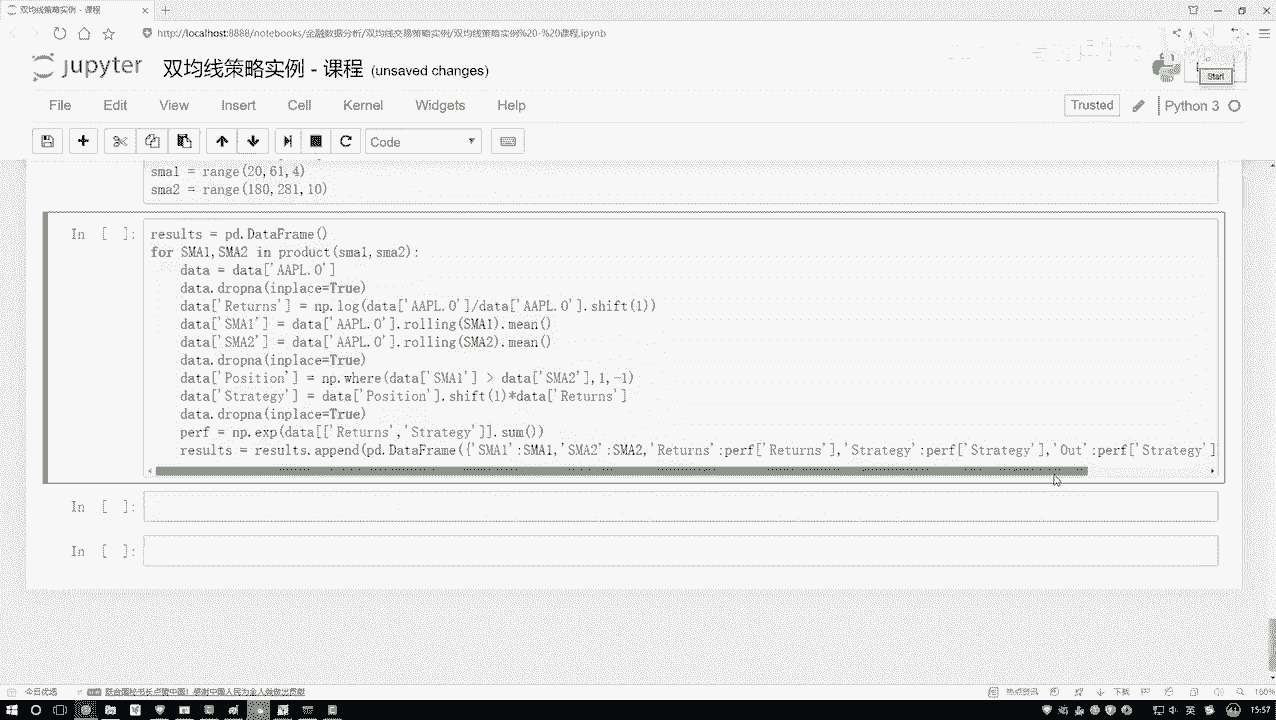 双均线策略实例 - 课程
http://localhost:8888/notebooks/金融数据分析/双均线交易策略实例/双均线策略实例%20-%20课程.ipynb
jupyter 双均线策略实例 - 课程 (unsaved changes)
Start
File Edit View Insert Cell Kernel Widgets Help
Trusted Python 3
Code
sma1 = range(20,61,4)
sma2 = range(180,281,10)
In [ ]:
results = pd.DataFrame()
for SMA1,SMA2 in product(sma1,sma2):
data = data['AAPL.O']
data.dropna(inplace=True)
data['Returns'] = np.log(data['AAPL.O']/data['AAPL.O'].shift(1))
data['SMA1'] = data['AAPL.O'].rolling(SMA1).mean()
data['SMA2'] = data['AAPL.O'].rolling(SMA2).mean()
data.dropna(inplace=True)
data['Position'] = np.where(data['SMA1'] > data['SMA2'],1,-1)
data['Strategy'] = data['Position'].shift(1)*data['Returns']
data.dropna(inplace=True)
perf = np.exp(data[['Returns','Strategy']].sum())
results = results.append(pd.DataFrame({'SMA1':SMA1,'SMA2':SMA2,'Returns':perf['Returns'],'Strategy':perf['Strategy'],'Out':perf['Strategy']
In [ ]:
In [ ]:
今日优选
热点资讯
下载
160%
英
15:57